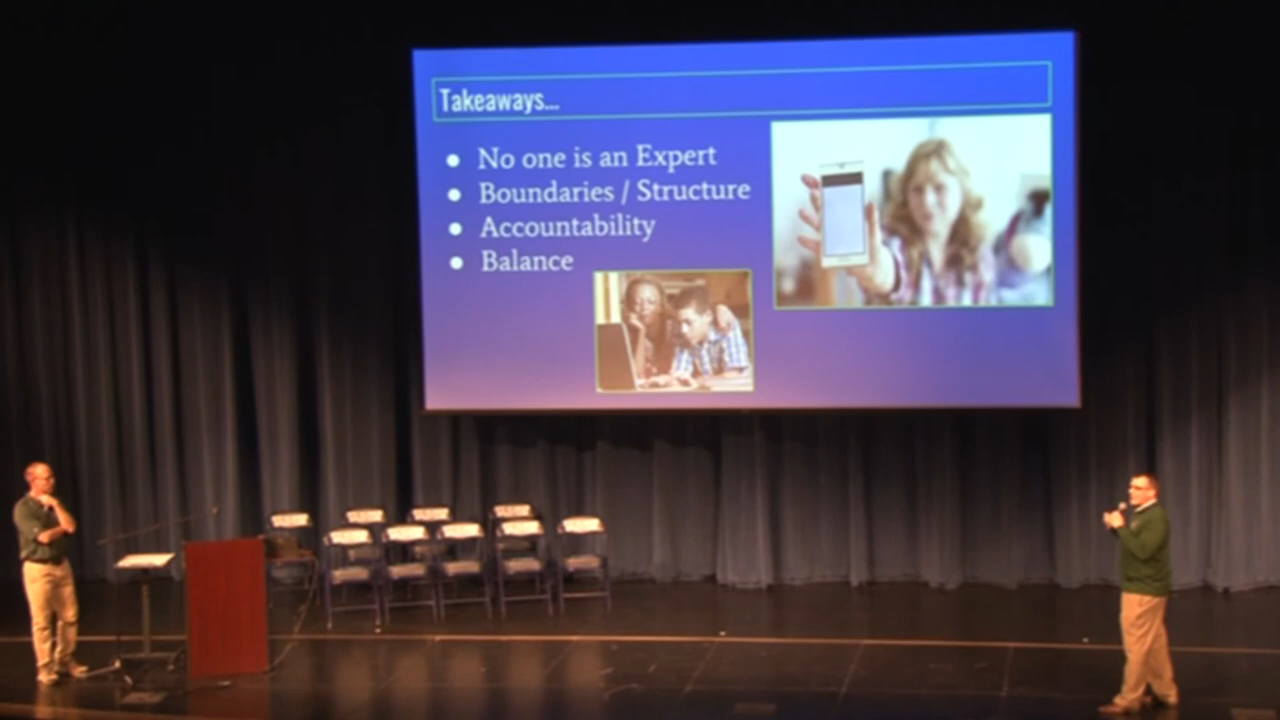 Takeaways...
No one is an Expert
Boundaries / Structure
Accountability
Balance